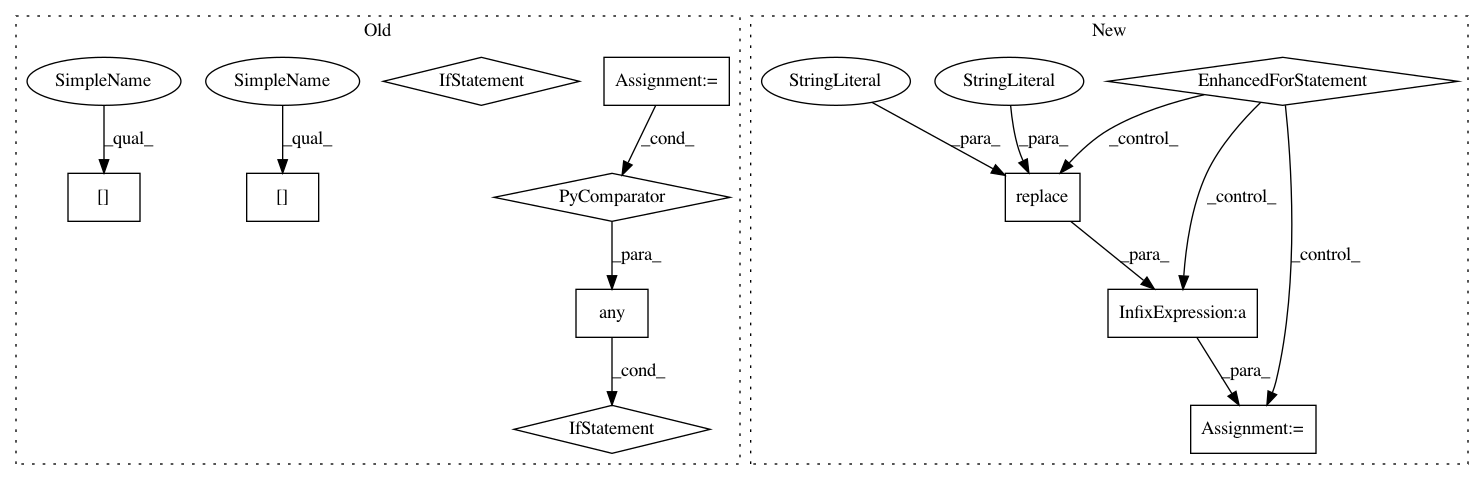 Old
New
SimpleName
SimpleName
IfStatement
Assignment:=
StringLiteral
StringLiteral
EnhancedForStatement
_qual_
_qual_
_cond_
_para_
_para_
_control_
[]
[]
PyComparator
replace
_control_
_control_
_para_
_para_
any
InfixExpression:a
_cond_
_para_
IfStatement
Assignment:=